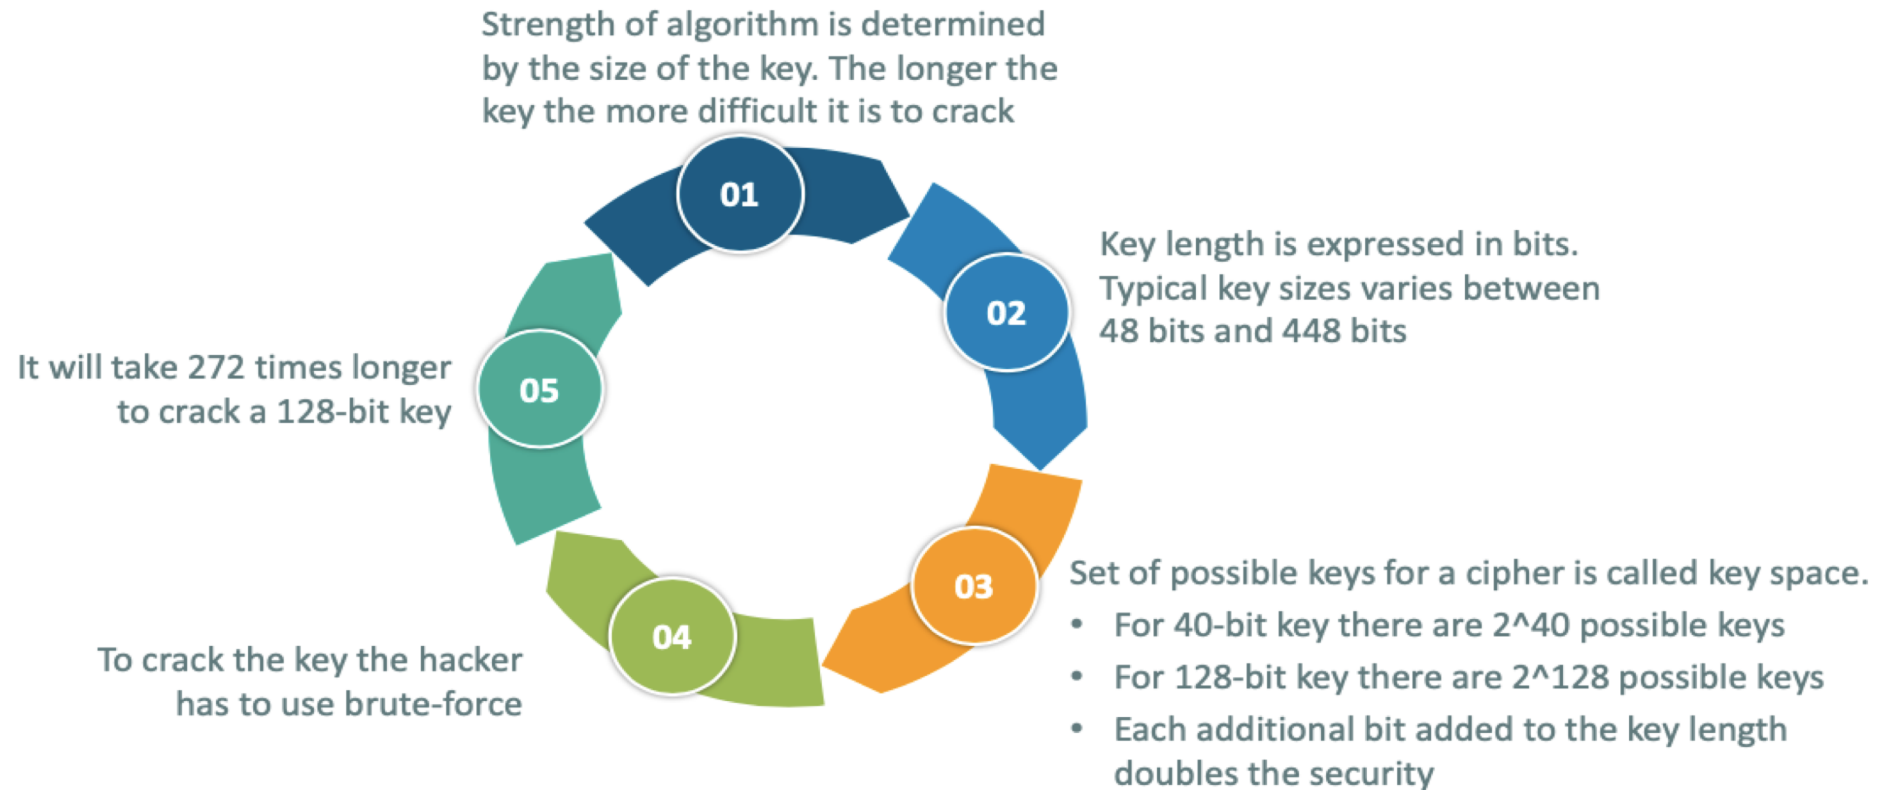 Strength of algorithm is determined
by the size of the key. The longer the
key the more difficult it is to crack
01
02
Key length is expressed in bits.
Typical key sizes varies between
48 bits and 448 bits
03
Set of possible keys for a cipher is called key space.
• For 40-bit key there are 2^40 possible keys
• For 128-bit key there are 2^128 possible keys
• Each additional bit added to the key length
doubles the security
04
To crack the key the hacker
has to use brute-force
05
It will take 272 times longer
to crack a 128-bit key